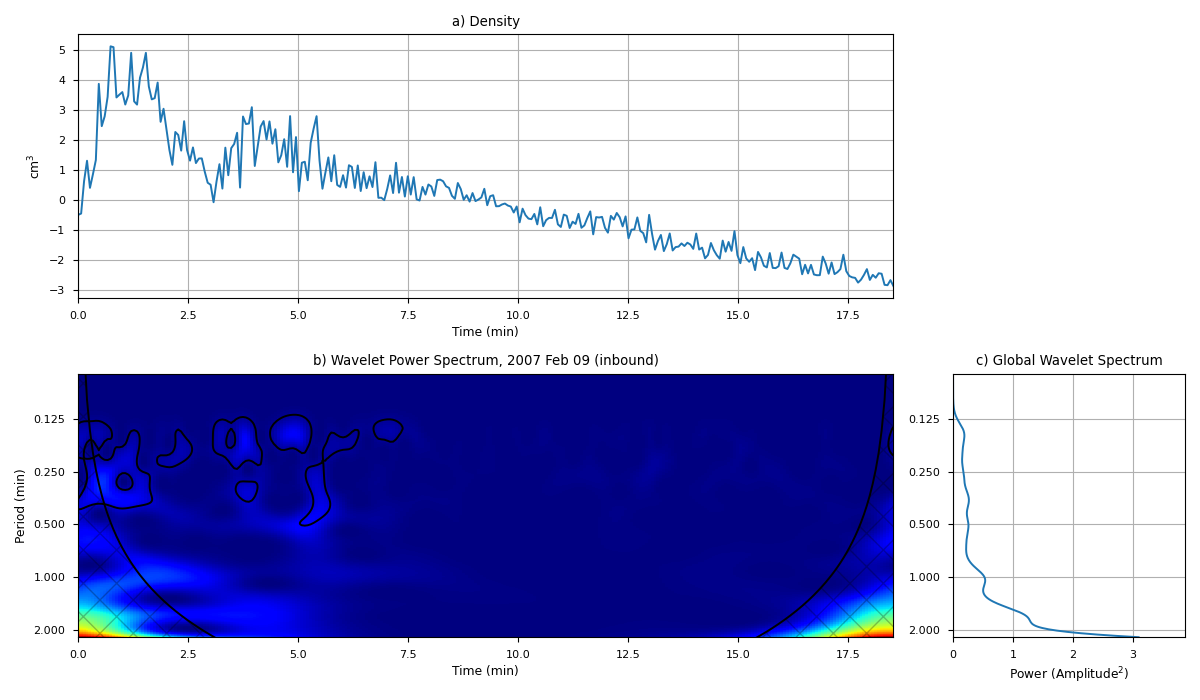 a) Density
5
4
3
2
1
0
−1
−2
−3
cm³
0.0 2.5 5.0 7.5 10.0 12.5 15.0 17.5
Time (min)
b) Wavelet Power Spectrum, 2007 Feb 09 (inbound)
0.125
0.250
0.500
1.000
2.000
Period (min)
0.0 2.5 5.0 7.5 10.0 12.5 15.0 17.5
Time (min)
c) Global Wavelet Spectrum
0.125
0.250
0.500
1.000
2.000
0 1 2 3
Power (Amplitude²)